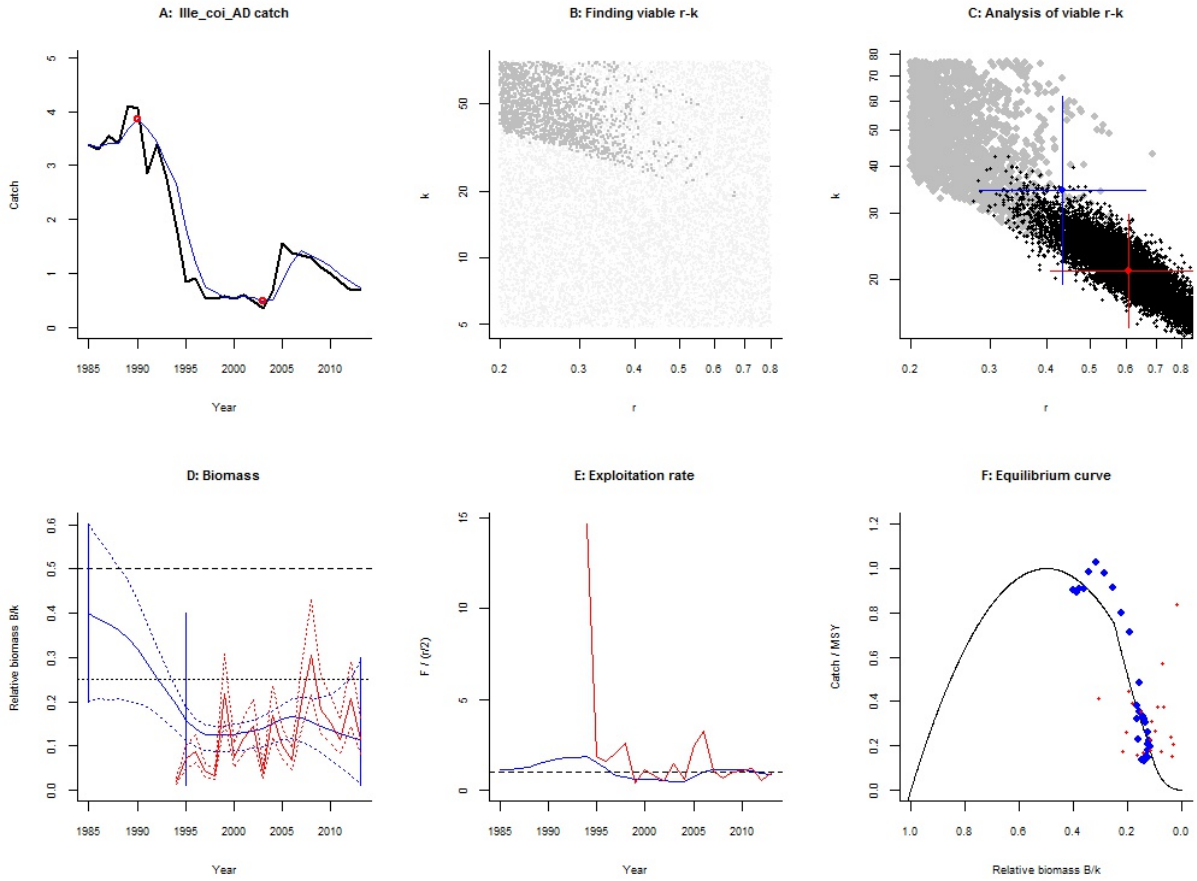 A: Ille_coi_AD catch
B: Finding viable r-k
C: Analysis of viable r-k
Catch
0 1 2 3 4 5
1985 1990 1995 2000 2005 2010
Year
k
5 10 20 50
0.2 0.3 0.4 0.5 0.6 0.7 0.8
r
k
20 30 40 50 60 70 80
0.2 0.3 0.4 0.5 0.6 0.7 0.8
r
D: Biomass
E: Exploitation rate
F: Equilibrium curve
Relative biomass B/k
0.0 0.1 0.2 0.3 0.4 0.5 0.6
1985 1990 1995 2000 2005 2010
Year
F / (r/2)
0 5 10 15
1985 1990 1995 2000 2005 2010
Year
Catch / MSY
0.0 0.2 0.4 0.6 0.8 1.0 1.2
1.0 0.8 0.6 0.4 0.2 0.0
Relative biomass B/k